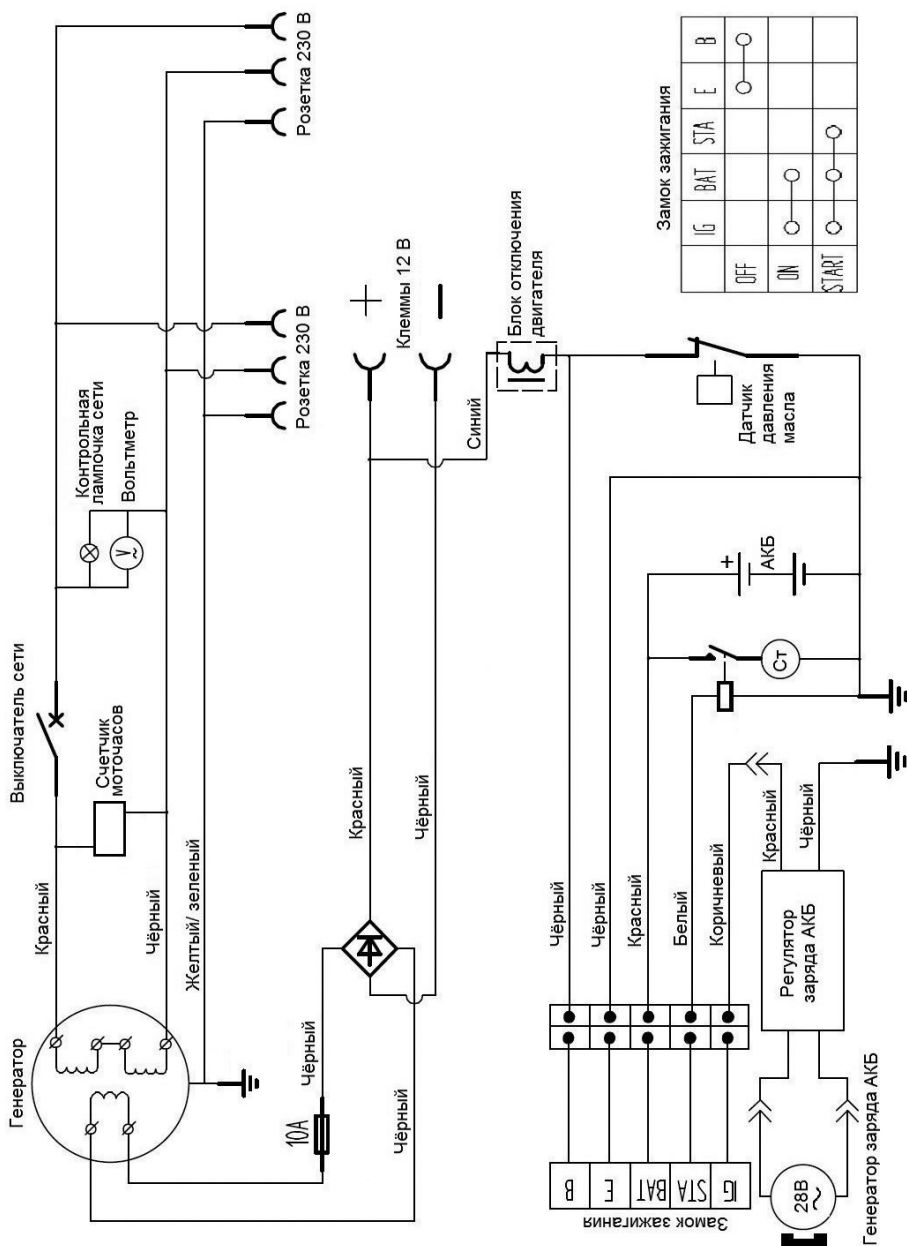 Генератор
Красный
Чёрный
Желтый/ зеленый
Счетчик
моточасов
Выключатель сети
Контрольная
лампочка сети
Вольтметр
V
Розетка 230 В
Розетка 230 В
10А
Чёрный
Чёрный
Красный
Чёрный
+
Клеммы 12 В
Синий
Блок отключения
двигателя
Замок зажигания
B
E
BAT
STA
IG
Чёрный
Чёрный
Красный
Белый
Коричневый
Красный
Чёрный
Регулятор
заряда АКБ
28В
Генератор заряда АКБ
Ст
+
АКБ
Датчик
давления
масла
Замок зажигания
IG BAT STA E B
OFF
ON
START